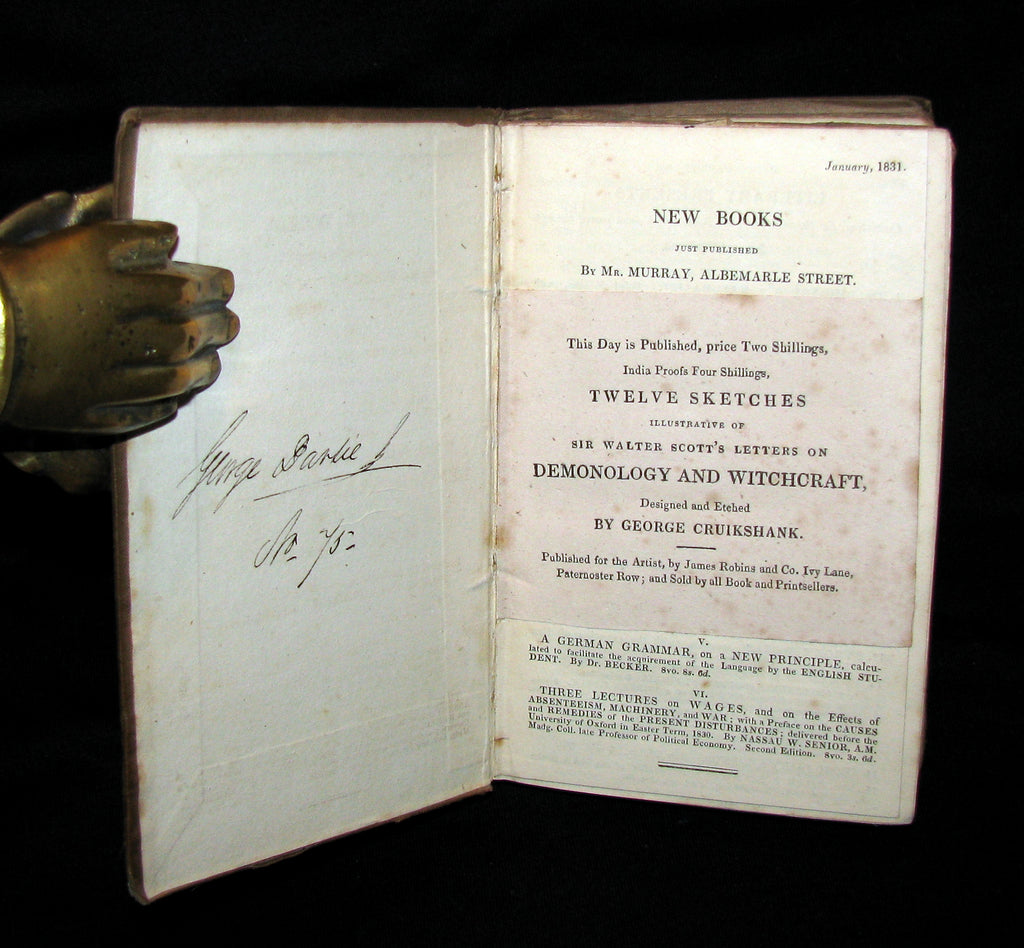 George Darlie
No. 75-
January, 1831.
NEW BOOKS
JUST PUBLISHED
By Mr. MURRAY, ALBEMARLE STREET.
This Day is Published, price Two Shillings,
India Proofs Four Shillings,
TWELVE SKETCHES
ILLUSTRATIVE OF
SIR WALTER SCOTT'S LETTERS ON
DEMONOLOGY AND WITCHCRAFT,
Designed and Etched
BY GEORGE CRUIKSHANK.
Published for the Artist, by James Robins and Co. Ivy Lane,
Paternoster Row; and Sold by all Book and Printsellers.
V.
A GERMAN GRAMMAR, on a NEW PRINCIPLE, calcu-
lated to facilitate the acquirement of the Language by the ENGLISH STU-
DENT. By Dr. BECKER. 8vo. 8s. 6d.
VI.
THREE LECTURES on WAGES, and on the Effects of
ABSENTEEISM, MACHINERY, and WAR; with a Preface on the CAUSES
and REMEDIES of the PRESENT DISTURBANCES; delivered before the
University of Oxford in Easter Term, 1830. By NASSAU W. SENIOR, A.M.
Madg. Coll. late Professor of Political Economy. Second Edition. 8vo. 3s. 6d.